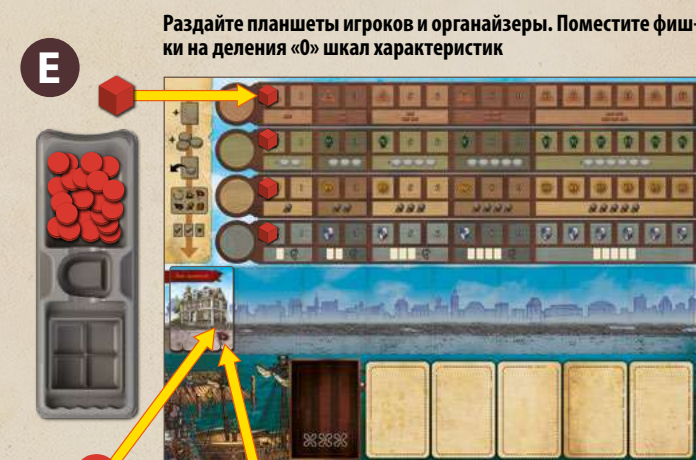 Раздайте планшеты игроков и органайзеры. Поместите фиш-
ки на деления «0» шкал характеристик
E